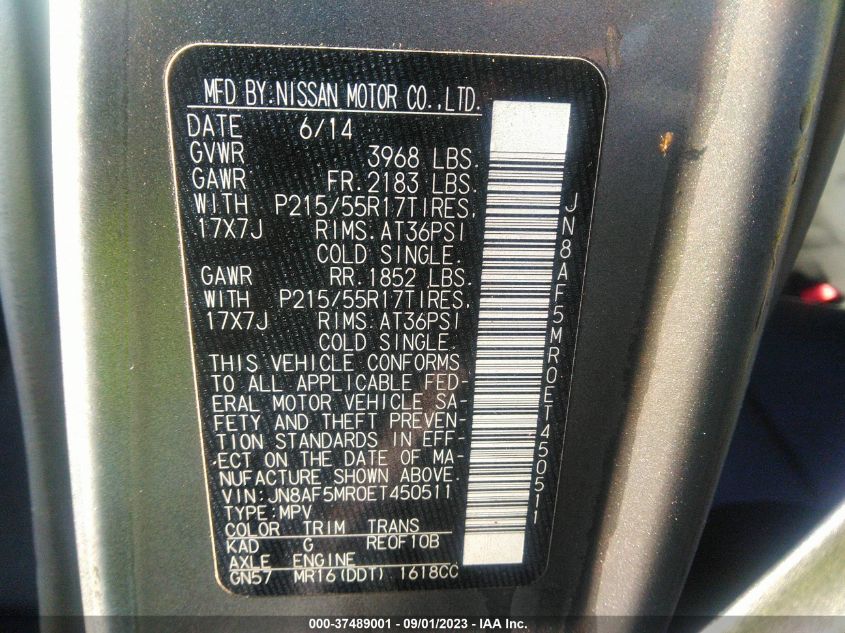 MFD BY:NISSAN MOTOR CO.,LTD.
DATE 6/14
GVWR 3968 LBS.
GAWR FR.2183 LBS.
WITH P215/55R17TIRES,
17X7J RIMS.AT36PSI
COLD SINGLE.
GAWR RR.1852 LBS.
WITH P215/55R17TIRES,
17X7J RIMS:AT36PSI
COLD SINGLE.
THIS VEHICLE CONFORMS
TO ALL APPLICABLE FED-
ERAL MOTOR VEHICLE SA-
FETY AND THEFT PREVEN-
TION STANDARDS IN EFF-
ECT ON THE DATE OF MA-
NUFACTURE SHOWN ABOVE.
VIN:JN8AF5MR0ET450511
TYPE:MPV
COLOR TRIM TRANS
KAD G RE0F10B
AXLE ENGINE
GN57 MR16(DDT) 1618CC
JN8AF5MR0ET450511
000-37489001 - 09/01/2023 - IAA Inc.